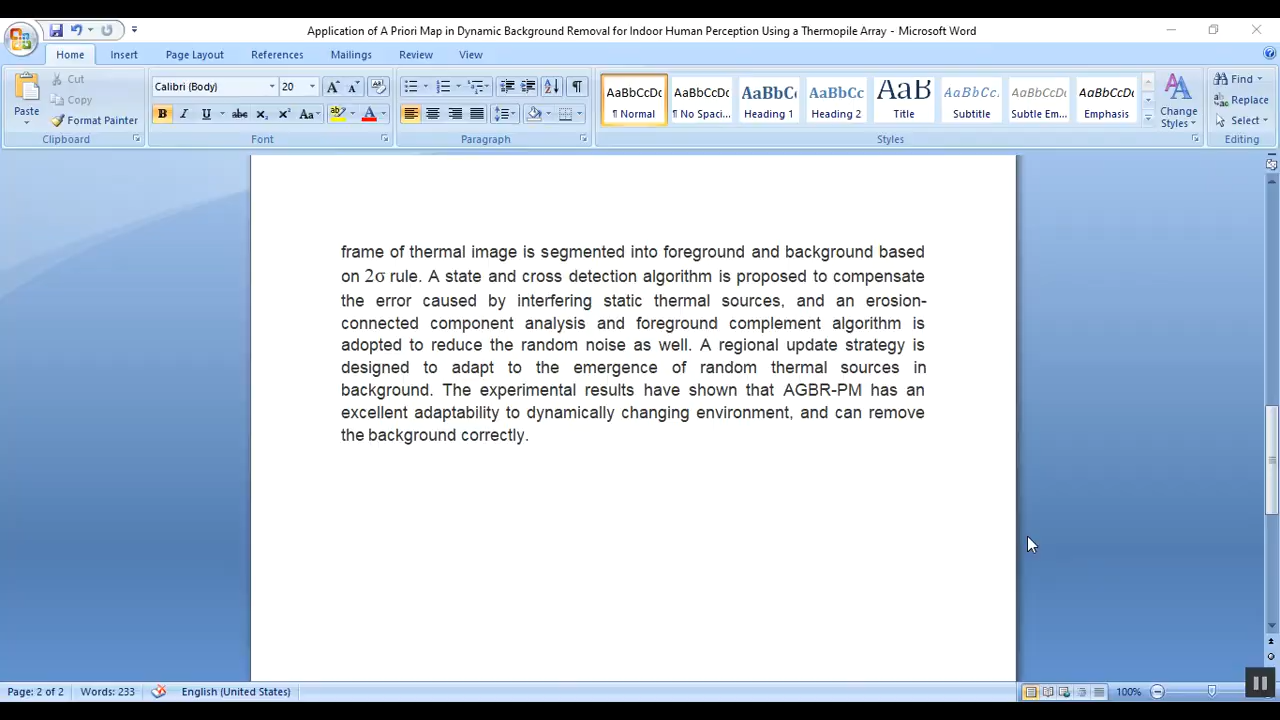 Application of A Priori Map in Dynamic Background Removal for Indoor Human Perception Using a Thermopile Array - Microsoft Word
Home Insert Page Layout References Mailings Review View
Paste
Cut
Copy
Format Painter
Clipboard
Calibri (Body) 20
B I U abc X₂ X² Aa
Font
Paragraph
AaBbCcDc AaBbCcDc AaBbCc AaBbCc AaB AaBbCc. AaBbCcDc AaBbCcDc
¶ Normal ¶ No Spaci... Heading 1 Heading 2 Title Subtitle Subtle Em... Emphasis
Change Styles
Styles
Find
Replace
Select
Editing
frame of thermal image is segmented into foreground and background based
on 2σ rule. A state and cross detection algorithm is proposed to compensate
the error caused by interfering static thermal sources, and an erosion-
connected component analysis and foreground complement algorithm is
adopted to reduce the random noise as well. A regional update strategy is
designed to adapt to the emergence of random thermal sources in
background. The experimental results have shown that AGBR-PM has an
excellent adaptability to dynamically changing environment, and can remove
the background correctly.
Page: 2 of 2 Words: 233 English (United States) 100%